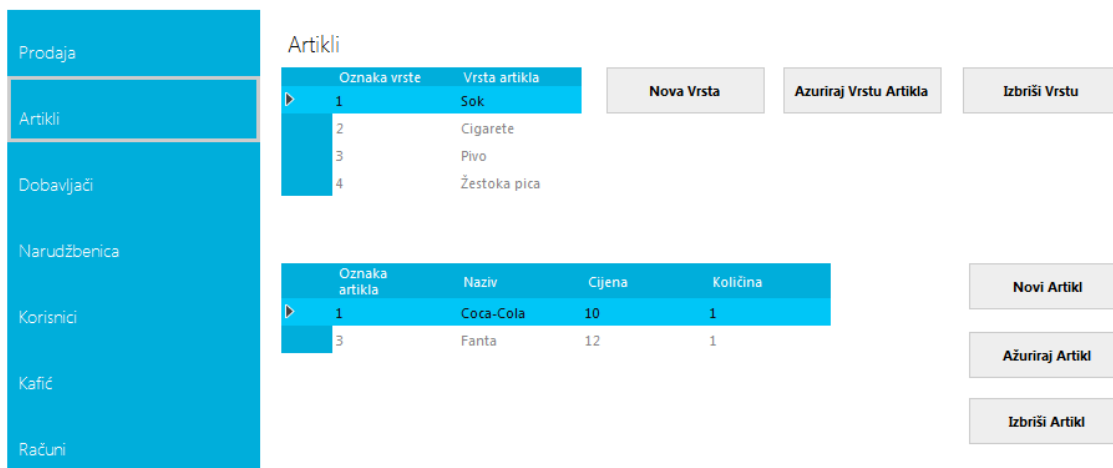 Prodaja
Artikli
Dobavljači
Narudžbenica
Korisnici
Kafić
Računi
Artikli
Oznaka vrste Vrsta artikla
1 Sok
2 Cigarete
3 Pivo
4 Žestoka pica
Nova Vrsta Azuriraj Vrstu Artikla Izbriši Vrstu
Oznaka
artikla Naziv Cijena Količina
1 Coca-Cola 10 1
3 Fanta 12 1
Novi Artikl
Ažuriraj Artikl
Izbriši Artikl